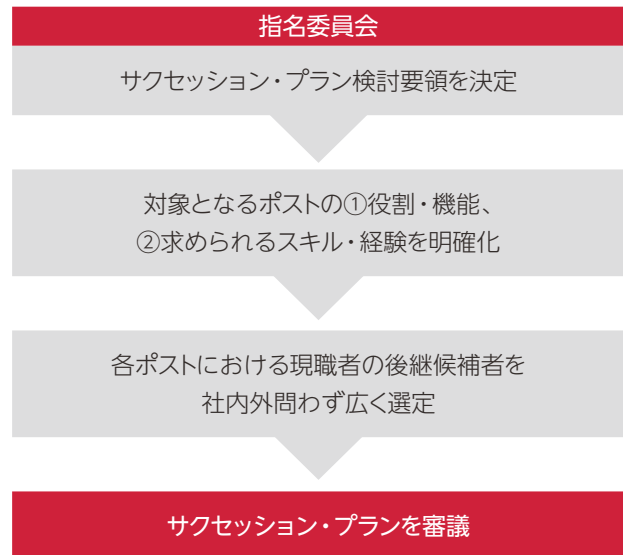 指名委員会
サクセッション・プラン検討要領を決定
対象となるポストの①役割・機能、
②求められるスキル・経験を明確化
各ポストにおける現職者の後継候補者を
社内外問わず広く選定
サクセッション・プランを審議